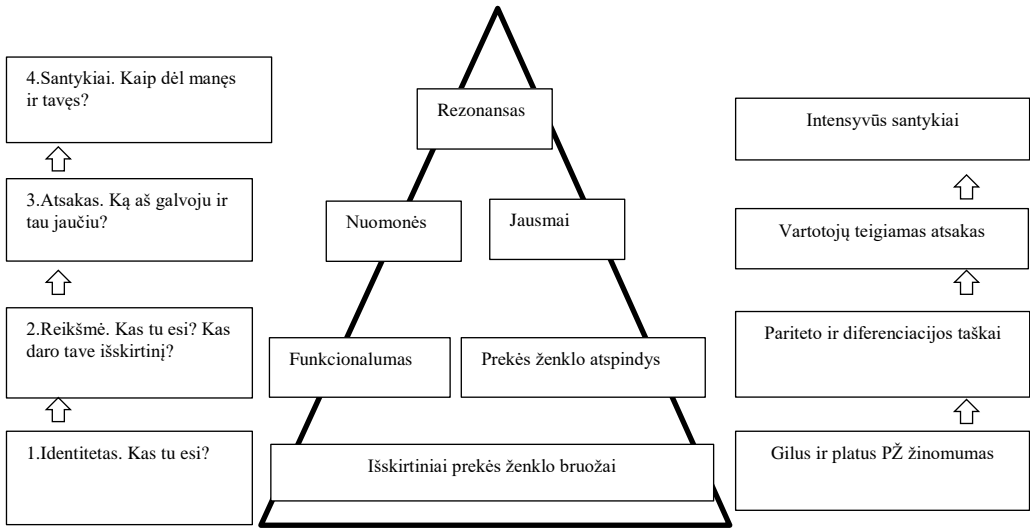 4.Santykiai. Kaip dėl manęs
ir tavęs?
Rezonansas
Intensyvūs santykiai
3.Atsakas. Ką aš galvoju ir
tau jaučiu?
Nuomonės
Jausmai
Vartotojų teigiamas atsakas
2.Reikšmė. Kas tu esi? Kas
daro tave išskirtinį?
Funkcionalumas
Prekės ženklo atspindys
Pariteto ir diferenciacijos taškai
1.Identitetas. Kas tu esi?
Išskirtiniai prekės ženklo bruožai
Gilus ir platus PŽ žinomumas